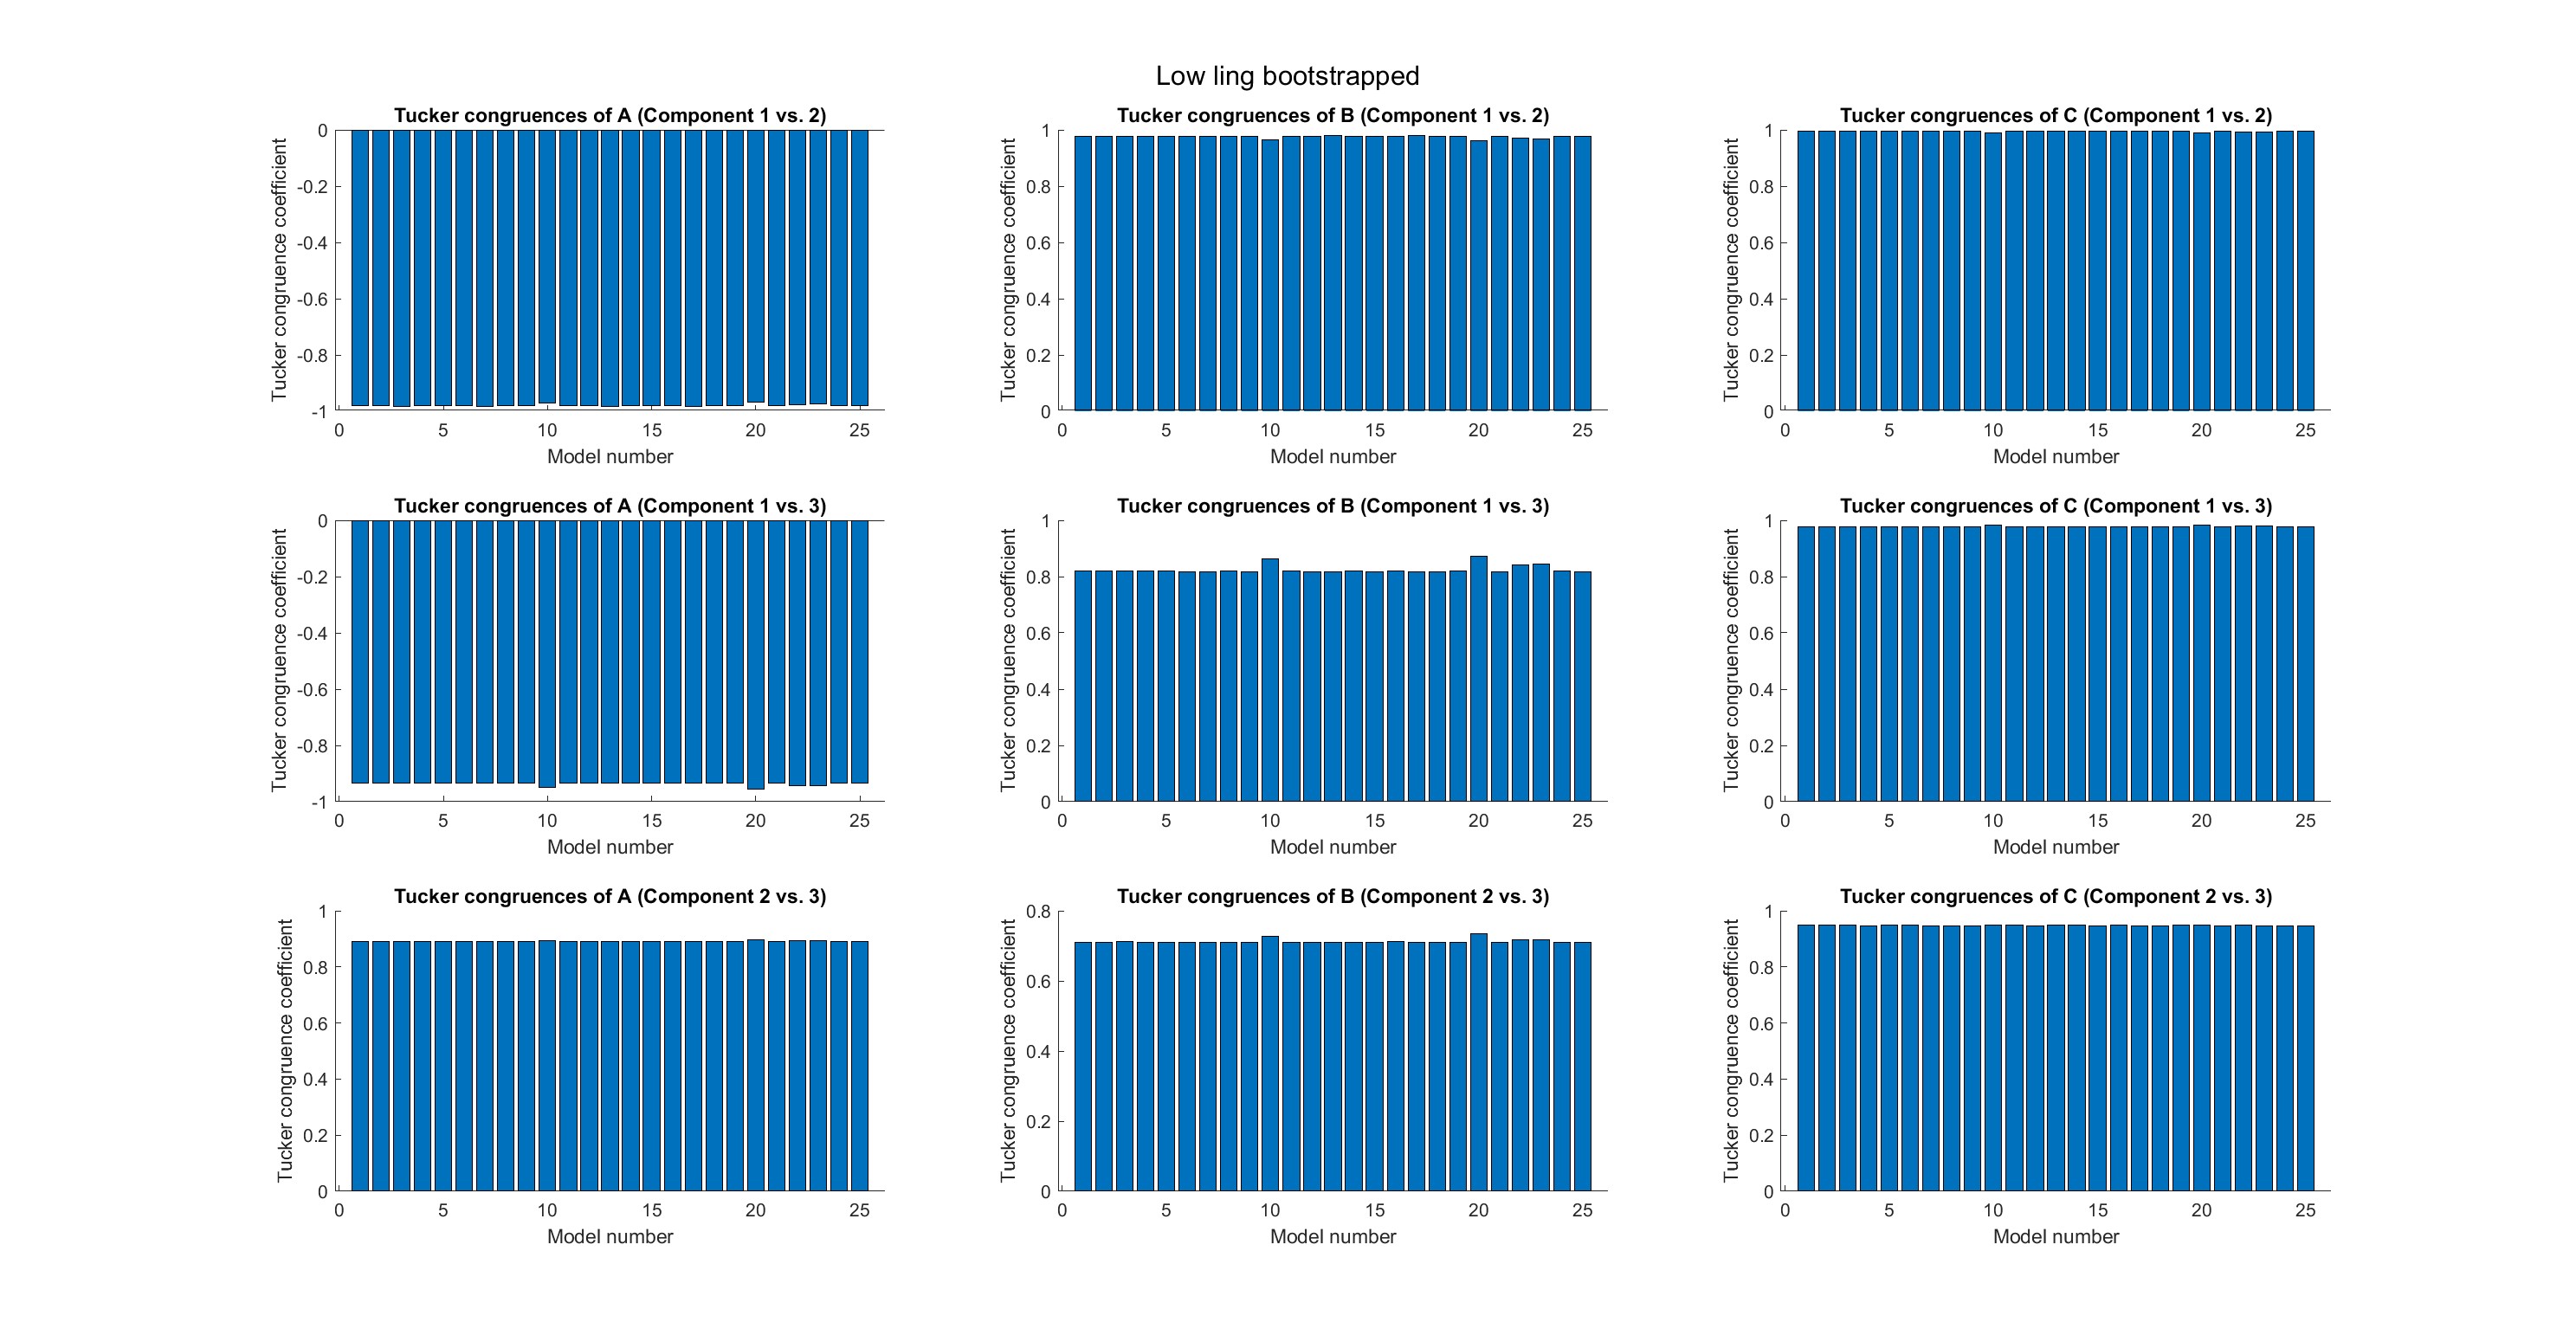 Low ling bootstrapped
Tucker congruences of A (Component 1 vs. 2)
Tucker congruence coefficient
0
-0.2
-0.4
-0.6
-0.8
-1
0 5 10 15 20 25
Model number
Tucker congruences of B (Component 1 vs. 2)
Tucker congruence coefficient
1
0.8
0.6
0.4
0.2
0
0 5 10 15 20 25
Model number
Tucker congruences of C (Component 1 vs. 2)
Tucker congruence coefficient
1
0.8
0.6
0.4
0.2
0
0 5 10 15 20 25
Model number
Tucker congruences of A (Component 1 vs. 3)
Tucker congruence coefficient
0
-0.2
-0.4
-0.6
-0.8
-1
0 5 10 15 20 25
Model number
Tucker congruences of B (Component 1 vs. 3)
Tucker congruence coefficient
1
0.8
0.6
0.4
0.2
0
0 5 10 15 20 25
Model number
Tucker congruences of C (Component 1 vs. 3)
Tucker congruence coefficient
1
0.8
0.6
0.4
0.2
0
0 5 10 15 20 25
Model number
Tucker congruences of A (Component 2 vs. 3)
Tucker congruence coefficient
1
0.8
0.6
0.4
0.2
0
0 5 10 15 20 25
Model number
Tucker congruences of B (Component 2 vs. 3)
Tucker congruence coefficient
0.8
0.6
0.4
0.2
0
0 5 10 15 20 25
Model number
Tucker congruences of C (Component 2 vs. 3)
Tucker congruence coefficient
1
0.8
0.6
0.4
0.2
0
0 5 10 15 20 25
Model number